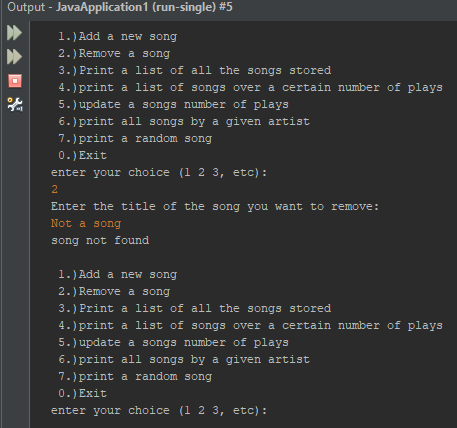 Output - JavaApplication1 (run-single) #5
1.)Add a new song
2.)Remove a song
3.)Print a list of all the songs stored
4.)print a list of songs over a certain number of plays
5.)update a songs number of plays
6.)print all songs by a given artist
7.)print a random song
0.)Exit
enter your choice (1 2 3, etc):
2
Enter the title of the song you want to remove:
Not a song
song not found
1.)Add a new song
2.)Remove a song
3.)Print a list of all the songs stored
4.)print a list of songs over a certain number of plays
5.)update a songs number of plays
6.)print all songs by a given artist
7.)print a random song
0.)Exit
enter your choice (1 2 3, etc):